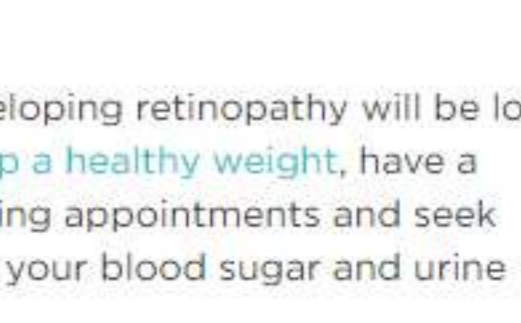 eloping retinopathy will be lo
p a healthy weight, have a
ing appointments and seek
your blood sugar and urine